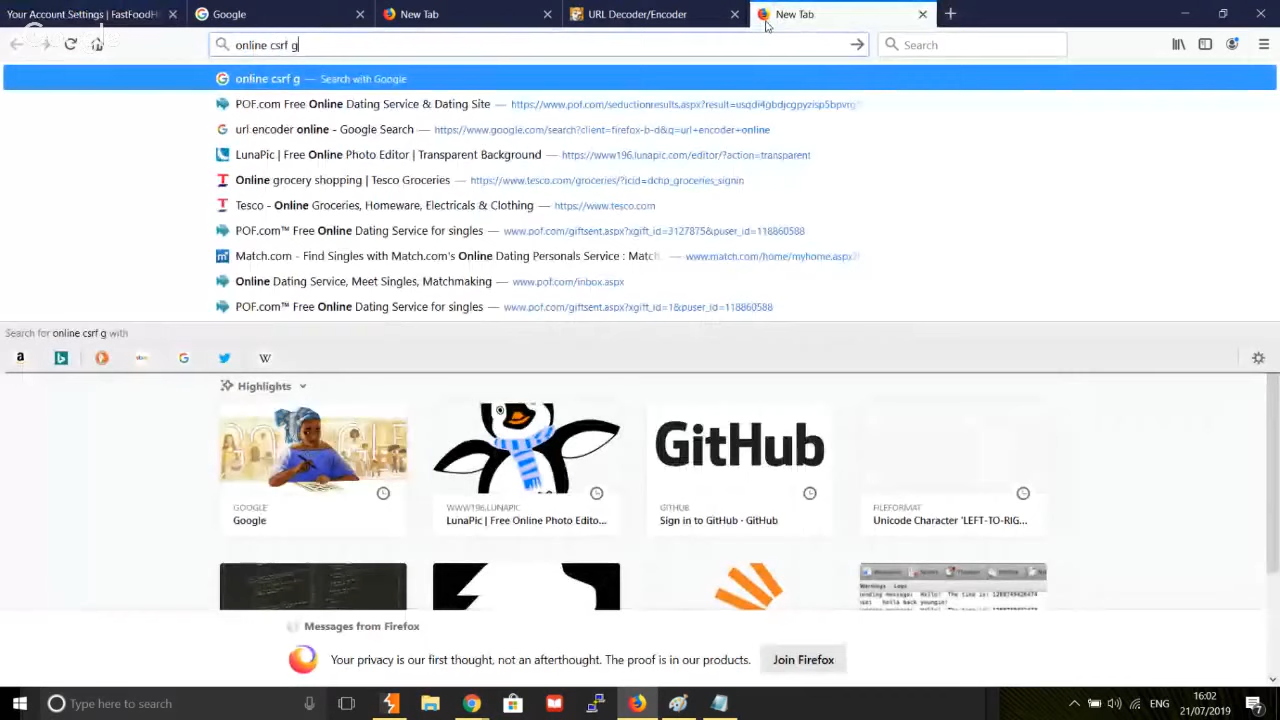 Your Account Settings | FastFoodH
Google
New Tab
URL Decoder/Encoder
New Tab
online csrf g
Search
online csrf g — Search with Google
POF.com Free Online Dating Service & Dating Site — https://www.pof.com/seductionresults.aspx?result=usqdi4gbdjcgpyzisp5bpvrg
url encoder online - Google Search — https://www.google.com/search?client=firefox-b-d&q=url+encoder+online
LunaPic | Free Online Photo Editor | Transparent Background — https://www196.lunapic.com/editor/?action=transparent
Online grocery shopping | Tesco Groceries — https://www.tesco.com/groceries/?icid=dchp_groceries_signin
Tesco - Online Groceries, Homeware, Electricals & Clothing — https://www.tesco.com
POF.com™ Free Online Dating Service for singles — www.pof.com/giftsent.aspx?xgift_id=3127875&puser_id=118860588
Match.com - Find Singles with Match.com's Online Dating Personals Service : Match. — www.match.com/home/myhome.aspx?
Online Dating Service, Meet Singles, Matchmaking — www.pof.com/inbox.aspx
POF.com™ Free Online Dating Service for singles — www.pof.com/giftsent.aspx?xgift_id=1&puser_id=118860588
Search for online csrf g with
Highlights
GitHub
GOOGLE
Google
WWW196.LUNAPIC
LunaPic | Free Online Photo Edito...
GITHUB
Sign in to GitHub · GitHub
FILEFORMAT
Unicode Character 'LEFT-TO-RIG...
Messages from Firefox
Your privacy is our first thought, not an afterthought. The proof is in our products.
Join Firefox
Type here to search
ENG
16:02
21/07/2019
7